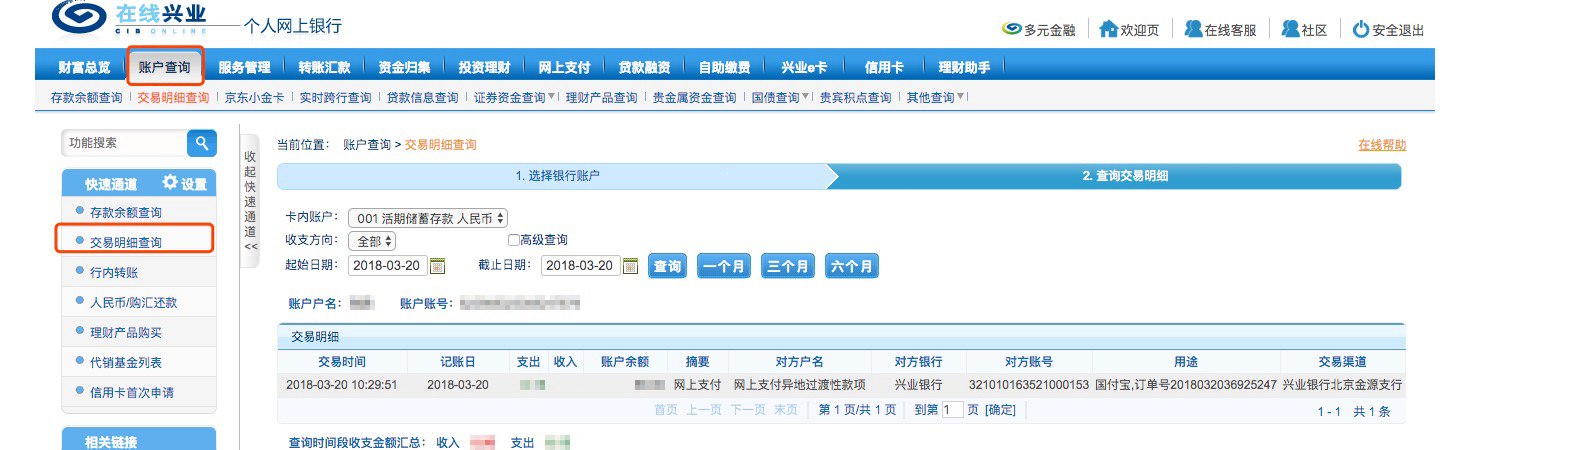 在线兴业
CIB ONLINE
个人网上银行
多元金融 欢迎页 在线客服 社区 安全退出
财富总览 账户查询 服务管理 转账汇款 资金归集 投资理财 网上支付 贷款融资 自助缴费 兴业e卡 信用卡 理财助手
存款余额查询 交易明细查询 京东小金卡 实时跨行查询 贷款信息查询 证券资金查询 理财产品查询 贵金属资金查询 国债查询 贵宾积点查询 其他查询
功能搜索
快速通道 设置
存款余额查询
交易明细查询
行内转账
人民币/购汇还款
理财产品购买
代销基金列表
信用卡首次申请
相关链接
收起快速通道<<
当前位置: 账户查询 > 交易明细查询 在线帮助
1. 选择银行账户 2. 查询交易明细
卡内账户: 001 活期储蓄存款 人民币
收支方向: 全部 高级查询
起始日期: 2018-03-20 截止日期: 2018-03-20 查询 一个月 三个月 六个月
账户户名: 账户账号:
交易明细
交易时间 记账日 支出 收入 账户余额 摘要 对方户名 对方银行 对方账号 用途 交易渠道
2018-03-20 10:29:51 2018-03-20 网上支付 网上支付异地过渡性款项 兴业银行 321010163521000153 国付宝,订单号2018032036925247 兴业银行北京金源支行
首页 上一页 下一页 末页 第 1 页/共 1 页 到第 1 页 [确定] 1 - 1 共 1 条
查询时间段收支金额汇总: 收入 支出